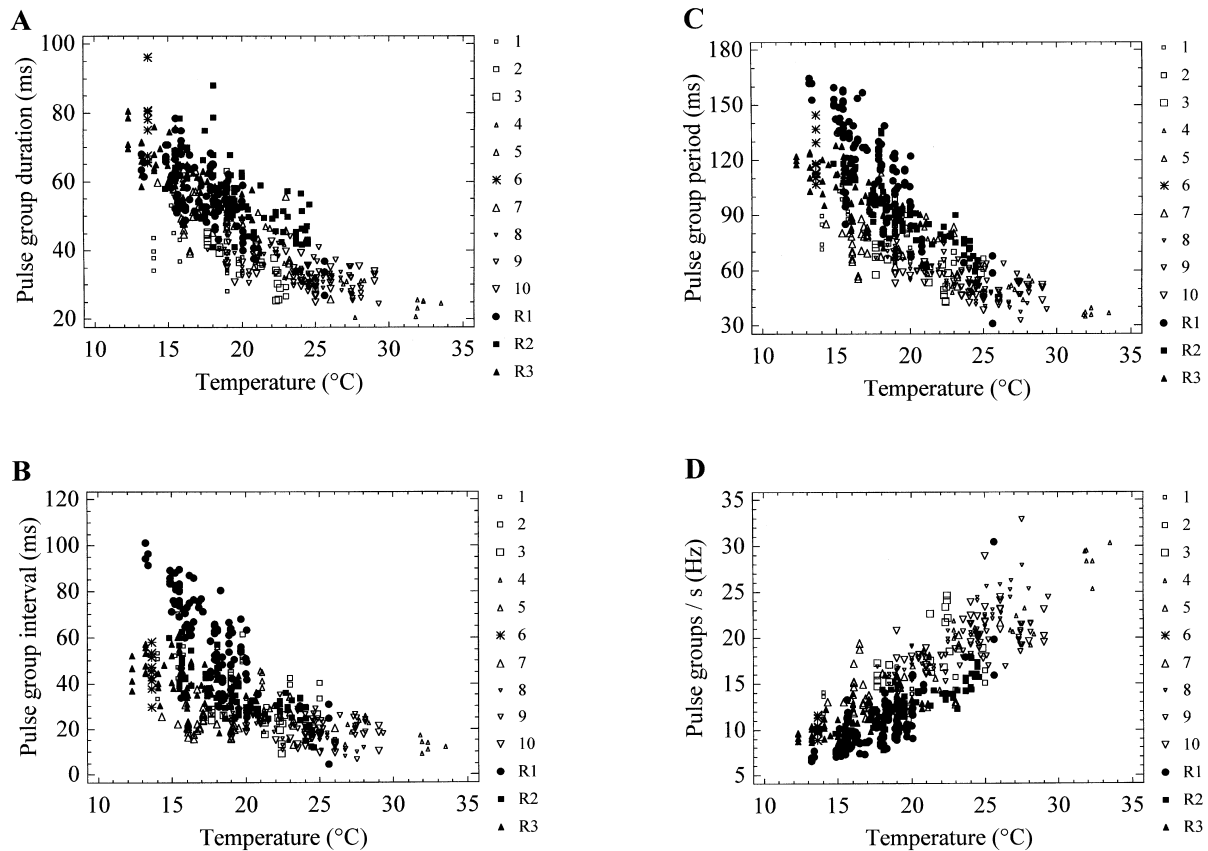 A
Pulse group duration (ms)
100
80
60
40
20
10 15 20 25 30 35
Temperature (°C)
1
2
3
4
5
6
7
8
9
10
R1
R2
R3
C
Pulse group period (ms)
180
150
120
90
60
30
10 15 20 25 30 35
Temperature (°C)
1
2
3
4
5
6
7
8
9
10
R1
R2
R3
B
Pulse group interval (ms)
120
100
80
60
40
20
0
10 15 20 25 30 35
Temperature (°C)
1
2
3
4
5
6
7
8
9
10
R1
R2
R3
D
Pulse groups / s (Hz)
35
30
25
20
15
10
5
10 15 20 25 30 35
Temperature (°C)
1
2
3
4
5
6
7
8
9
10
R1
R2
R3